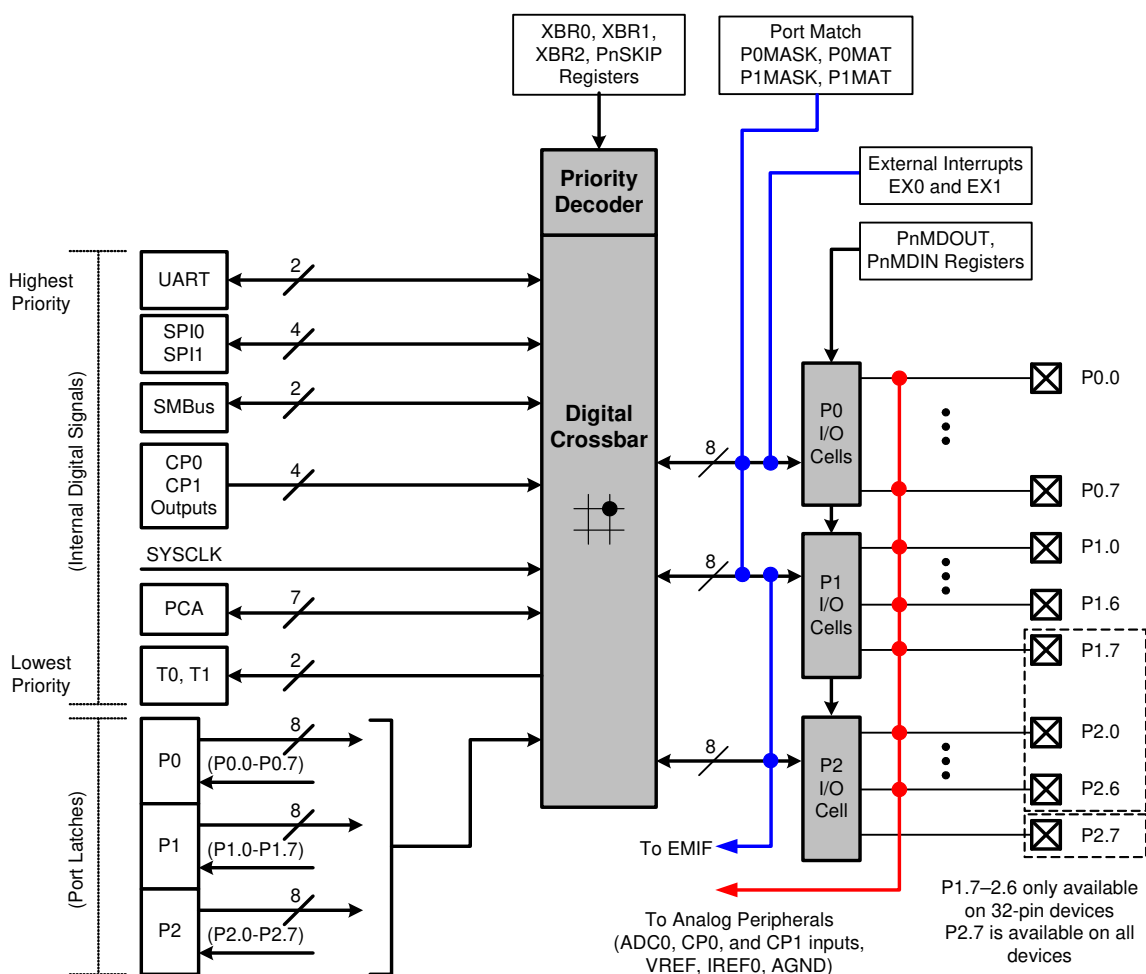 XBR0, XBR1,
XBR2, PnSKIP
Registers
Port Match
P0MASK, P0MAT
P1MASK, P1MAT
External Interrupts
EX0 and EX1
Priority
Decoder
PnMDOUT,
PnMDIN Registers
Highest
Priority
UART
2
SPI0
SPI1
4
SMBus
2
CP0
CP1
Outputs
4
SYSCLK
PCA
7
Lowest
Priority
T0, T1
2
(Internal Digital Signals)
Digital
Crossbar
8
P0
I/O
Cells
P0.0
P0.7
8
P1
I/O
Cells
P1.0
P1.6
P1.7
8
P2
I/O
Cell
P2.0
P2.6
P2.7
(Port Latches)
P0
8
(P0.0-P0.7)
P1
8
(P1.0-P1.7)
P2
8
(P2.0-P2.7)
To EMIF
To Analog Peripherals
(ADC0, CP0, and CP1 inputs,
VREF, IREF0, AGND)
P1.7–2.6 only available
on 32-pin devices
P2.7 is available on all
devices